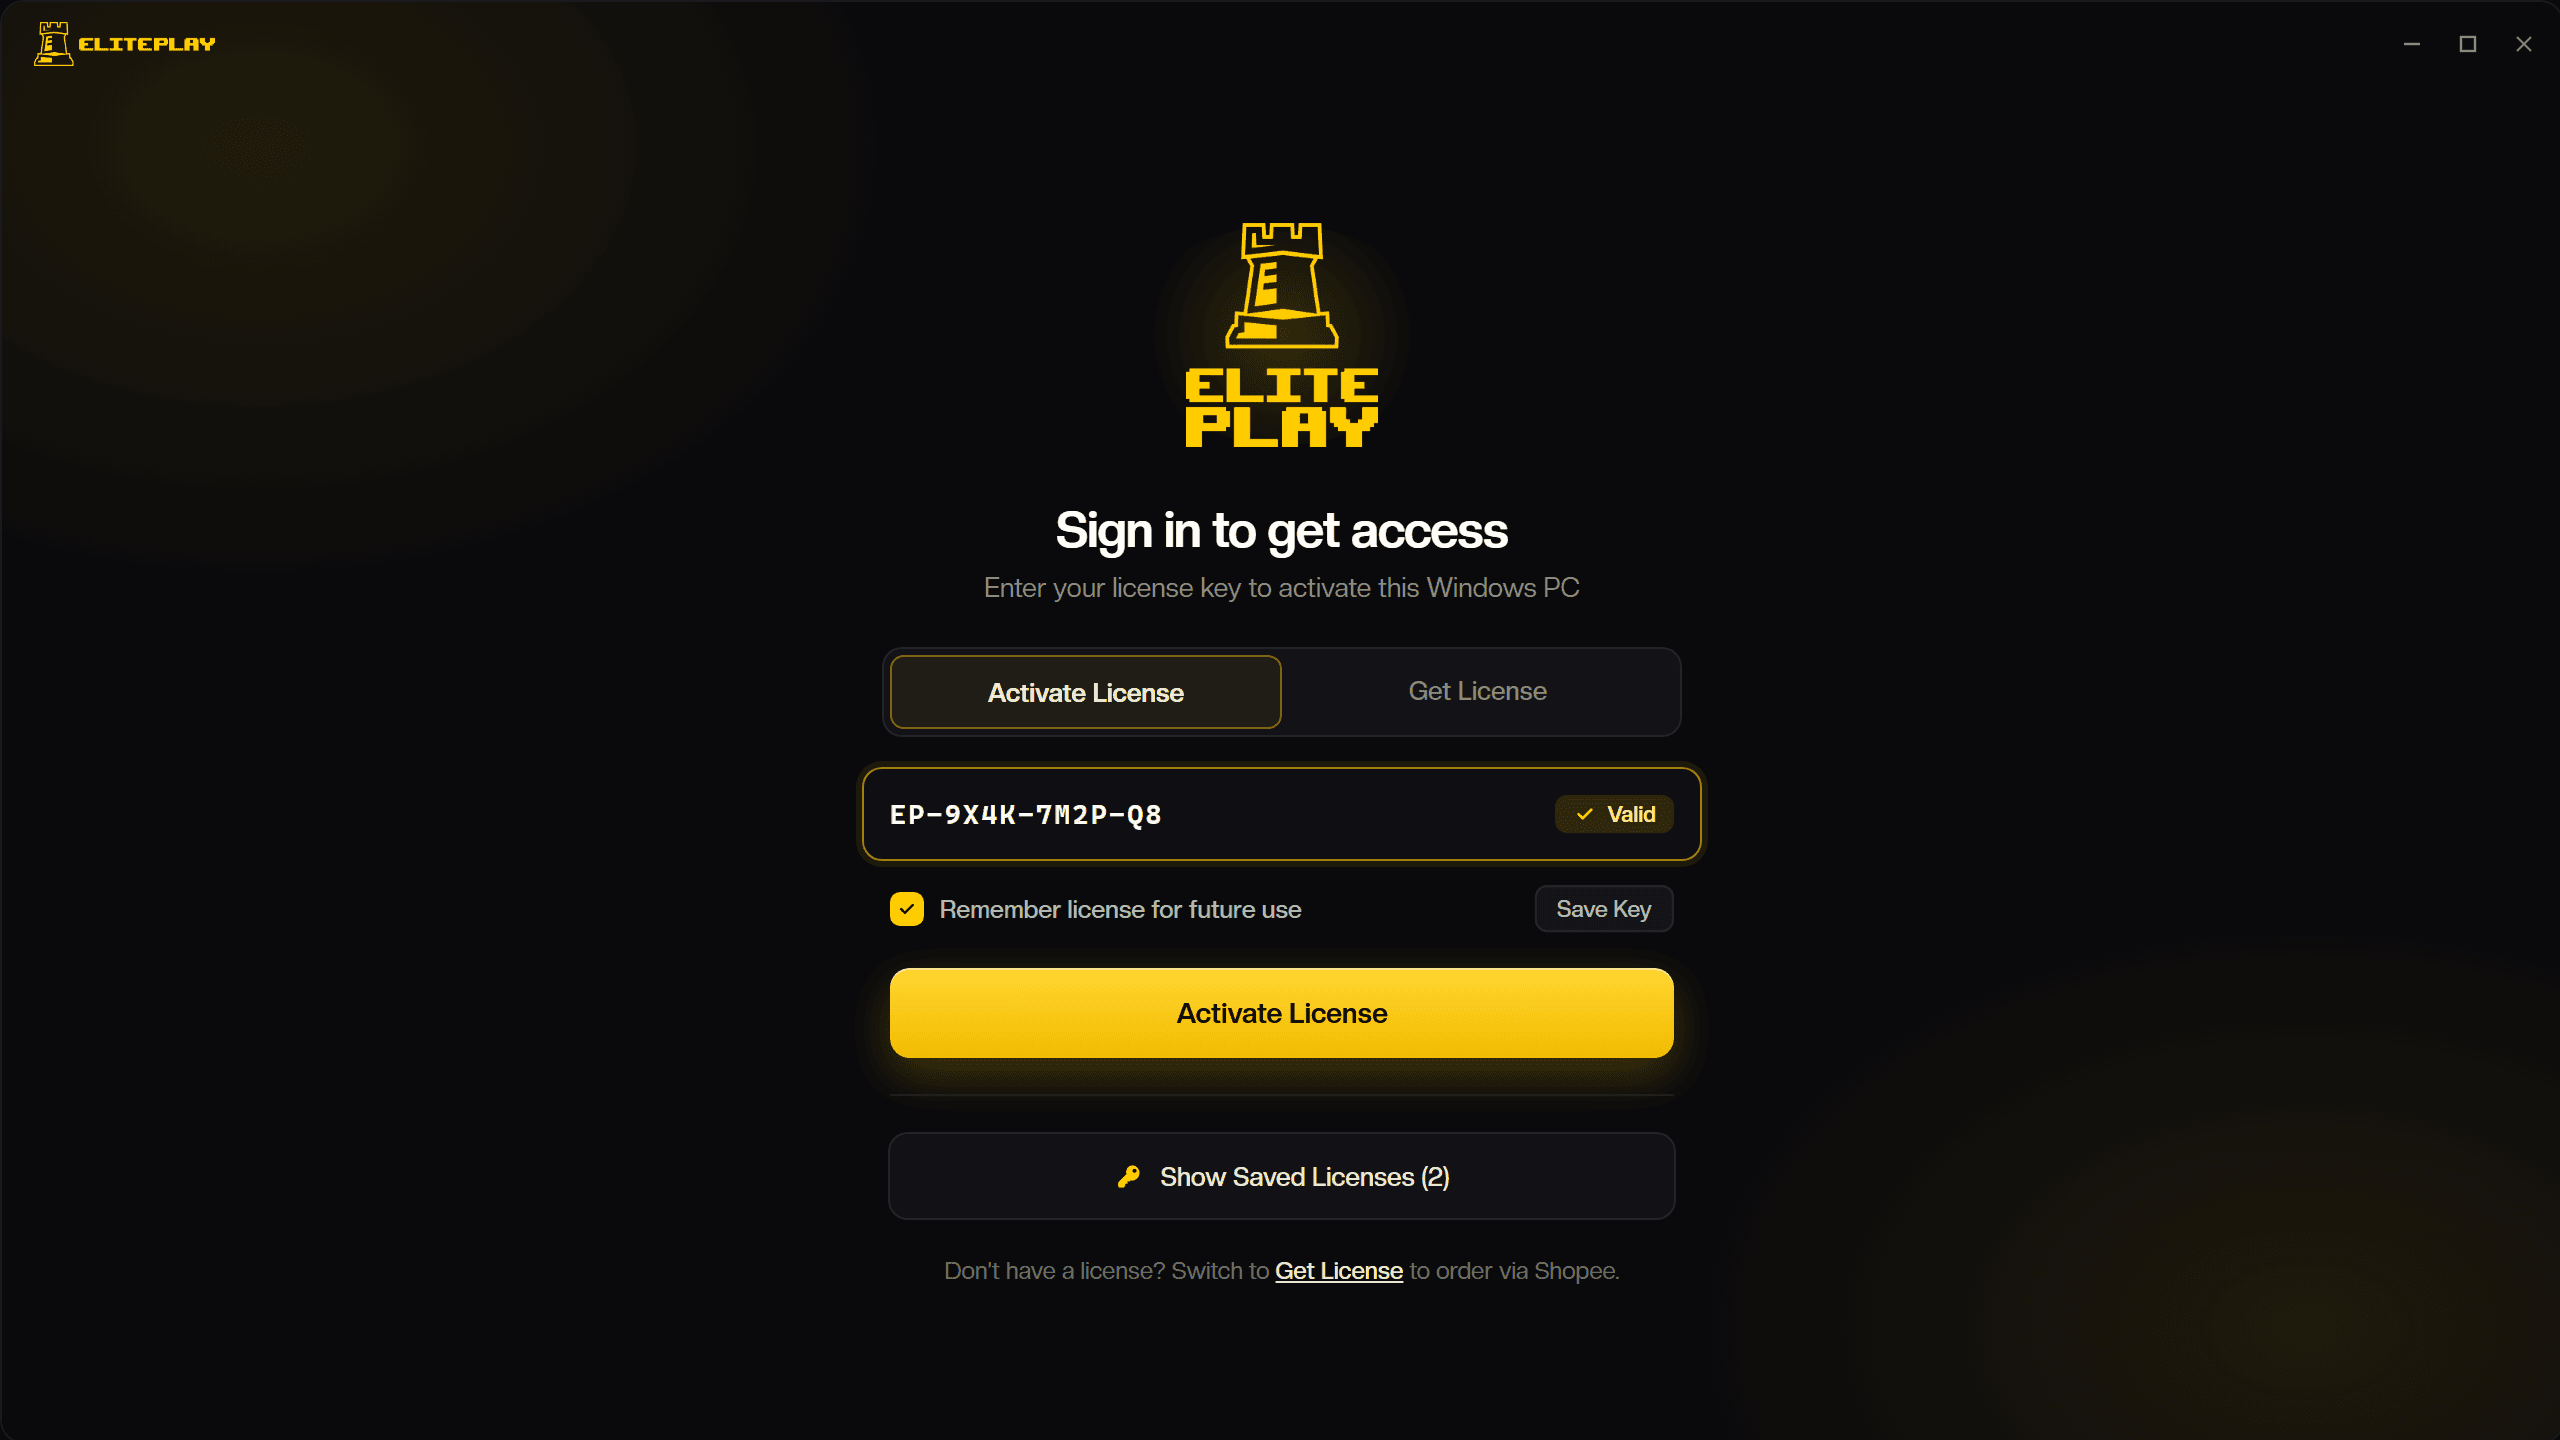 ELITEPLAY
E
ELITE
PLAY
Sign in to get access
Enter your license key to activate this Windows PC
Activate License
Get License
EP-9X4K-7M2P-Q8
Valid
Remember license for future use
Save Key
Activate License
Show Saved Licenses (2)
Don't have a license? Switch to Get License to order via Shopee.